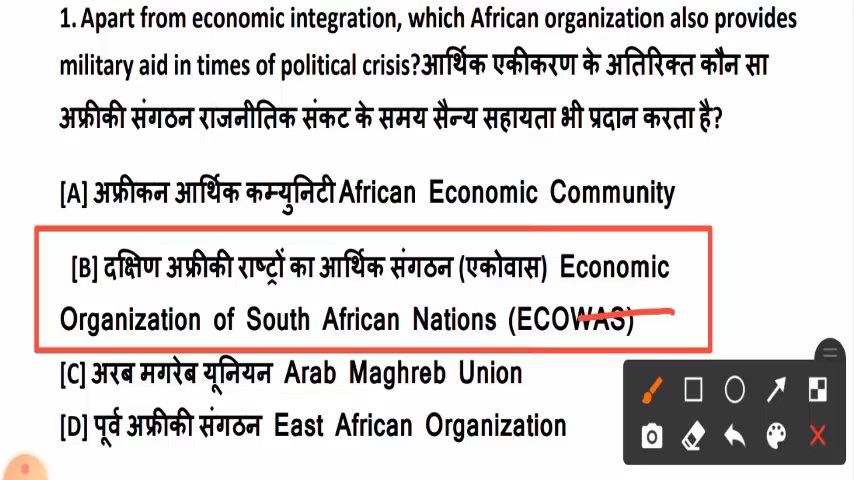 1. Apart from economic integration, which African organization also provides
military aid in times of political crisis?आर्थिक एकीकरण के अतिरिक्त कौन सा
अफ्रीकी संगठन राजनीतिक संकट के समय सैन्य सहायता भी प्रदान करता है?
[A] अफ्रीकन आर्थिक कम्युनिटी African Economic Community
[B] दक्षिण अफ्रीकी राष्ट्रों का आर्थिक संगठन (एकोवास) Economic
Organization of South African Nations (ECOWAS)
[C] अरब मगरेब यूनियन Arab Maghreb Union
[D] पूर्व अफ्रीकी संगठन East African Organization